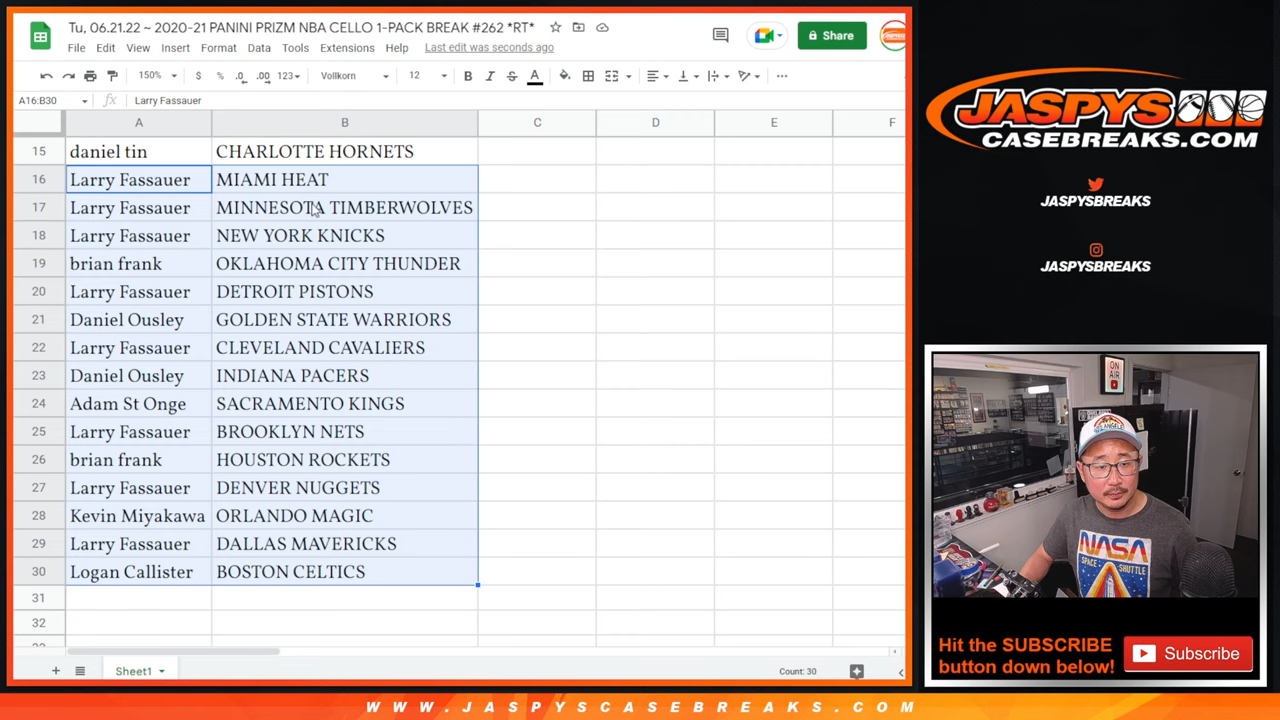 Tu, 06.21.22 ~ 2020-21 PANINI PRIZM NBA CELLO 1-PACK BREAK #262 *RT*
Share
File Edit View Insert Format Data Tools Extensions Help Last edit was seconds ago
150% $ % .0 .00 123 Vollkorn 12 B I S A
A16:B30 fx Larry Fassauer
A B C D E F
15 daniel tin CHARLOTTE HORNETS
16 Larry Fassauer MIAMI HEAT
17 Larry Fassauer MINNESOTA TIMBERWOLVES
18 Larry Fassauer NEW YORK KNICKS
19 brian frank OKLAHOMA CITY THUNDER
20 Larry Fassauer DETROIT PISTONS
21 Daniel Ousley GOLDEN STATE WARRIORS
22 Larry Fassauer CLEVELAND CAVALIERS
23 Daniel Ousley INDIANA PACERS
24 Adam St Onge SACRAMENTO KINGS
25 Larry Fassauer BROOKLYN NETS
26 brian frank HOUSTON ROCKETS
27 Larry Fassauer DENVER NUGGETS
28 Kevin Miyakawa ORLANDO MAGIC
29 Larry Fassauer DALLAS MAVERICKS
30 Logan Callister BOSTON CELTICS
31
32
Sheet1 Count: 30
JASPYS
CASEBREAKS.COM
JASPYSBREAKS
JASPYSBREAKS
ON
AIR
NASA
SPACE SHUTTLE
Hit the SUBSCRIBE
button down below!
Subscribe
WWW.JASPYSCASEBREAKS.COM